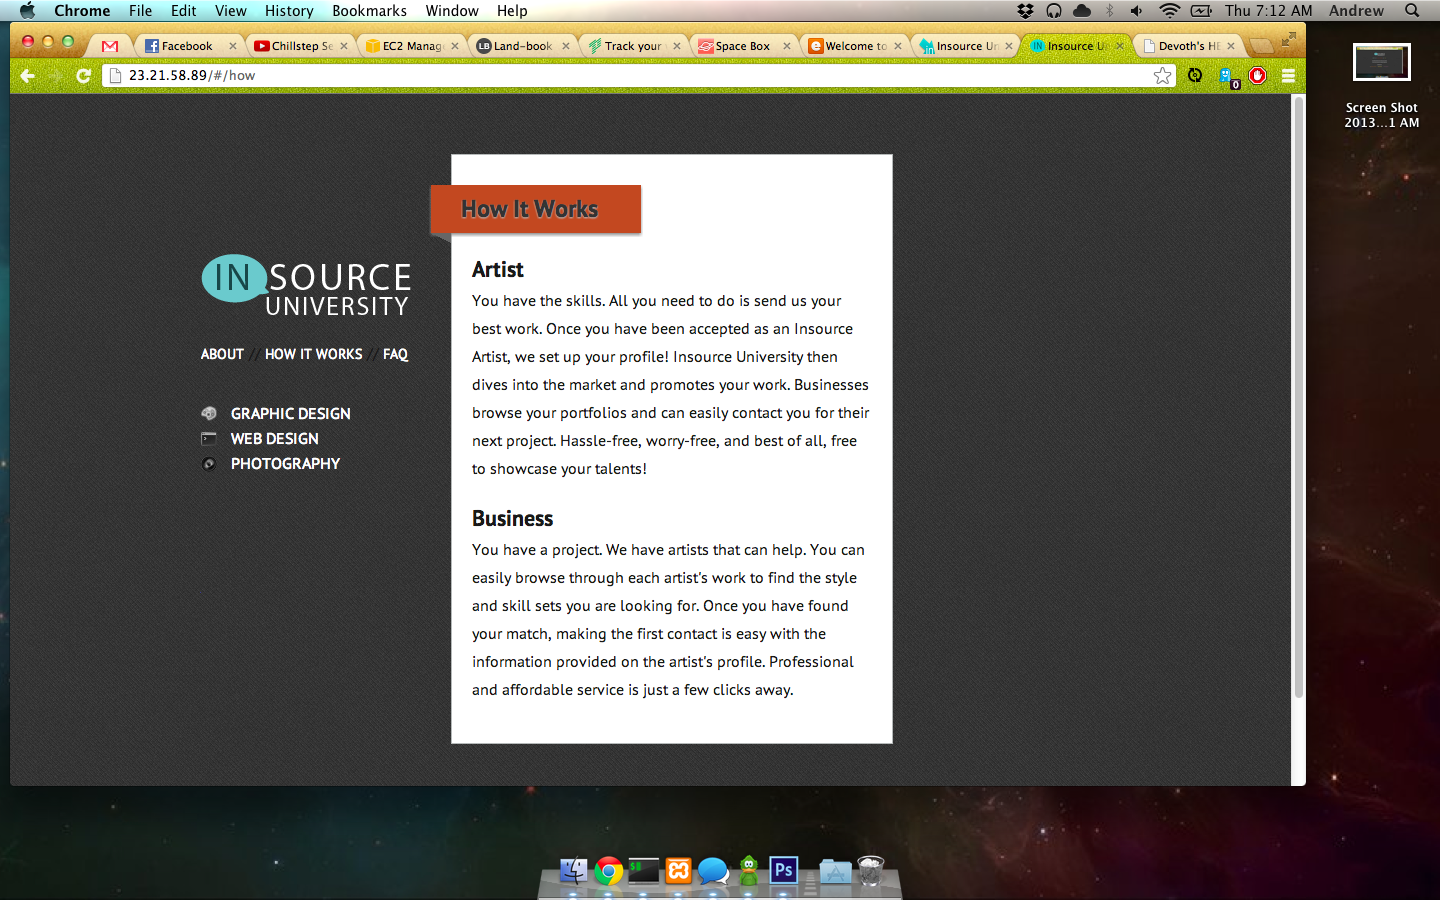 Chrome File Edit View History Bookmarks Window Help Thu 7:12 AM Andrew
Facebook Chillstep Se EC2 Manag Land-book Track your Space Box Welcome to Insource Un Insource U Devoth's H
23.21.58.89/#/how
0
Screen Shot
2013...1 AM
How It Works
IN SOURCE
UNIVERSITY
ABOUT // HOW IT WORKS // FAQ
GRAPHIC DESIGN
WEB DESIGN
PHOTOGRAPHY
Artist
You have the skills. All you need to do is send us your
best work. Once you have been accepted as an Insource
Artist, we set up your profile! Insource University then
dives into the market and promotes your work. Businesses
browse your portfolios and can easily contact you for their
next project. Hassle-free, worry-free, and best of all, free
to showcase your talents!
Business
You have a project. We have artists that can help. You can
easily browse through each artist's work to find the style
and skill sets you are looking for. Once you have found
your match, making the first contact is easy with the
information provided on the artist's profile. Professional
and affordable service is just a few clicks away.
Ps